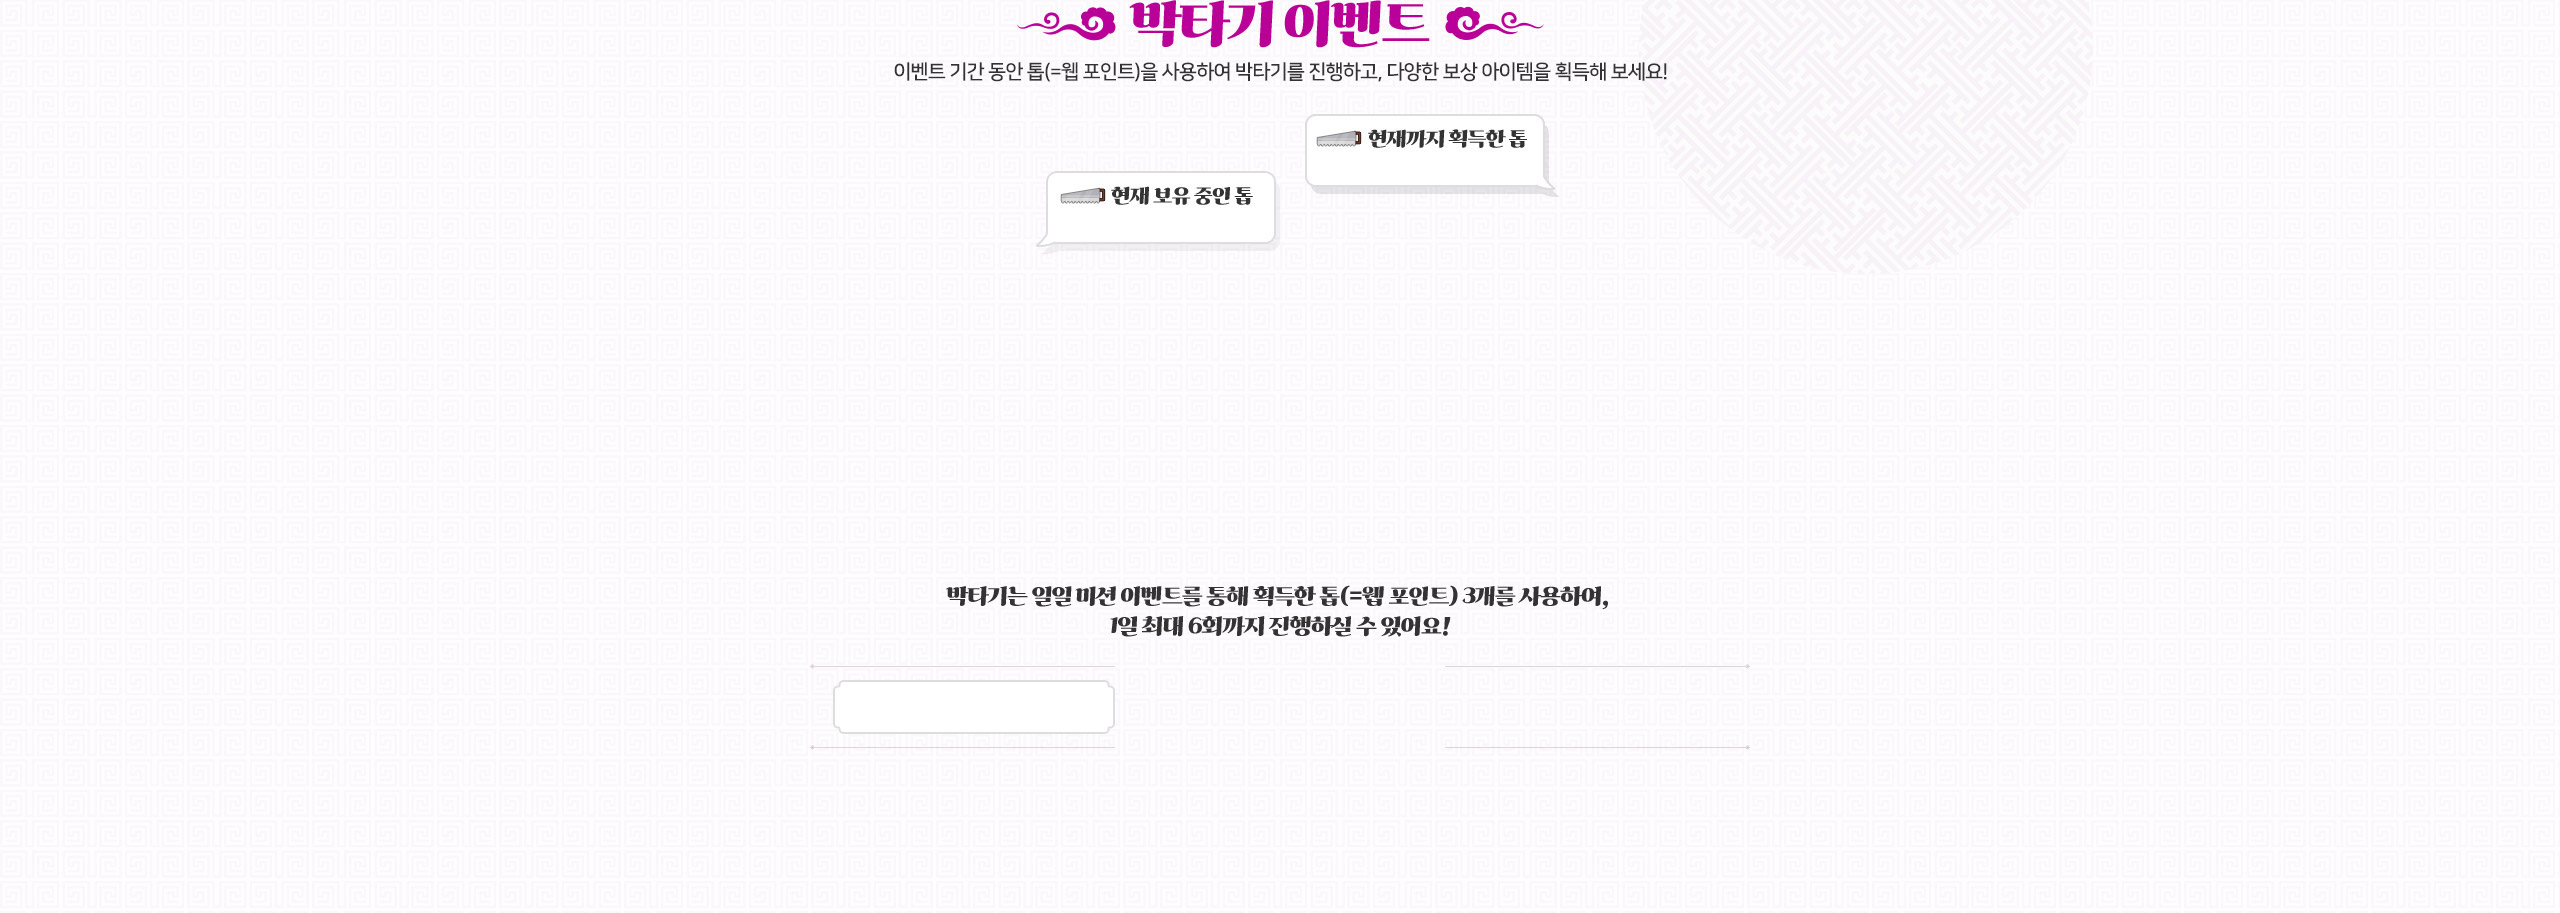 박타기 이벤트
이벤트 기간 동안 톱(=웹 포인트)을 사용하여 박타기를 진행하고, 다양한 보상 아이템을 획득해 보세요!
현재까지 획득한 톱
현재 보유 중인 톱
박타기는 일일 미션 이벤트를 통해 획득한 톱(=웹 포인트) 3개를 사용하여,
1일 최대 6회까지 진행하실 수 있어요!